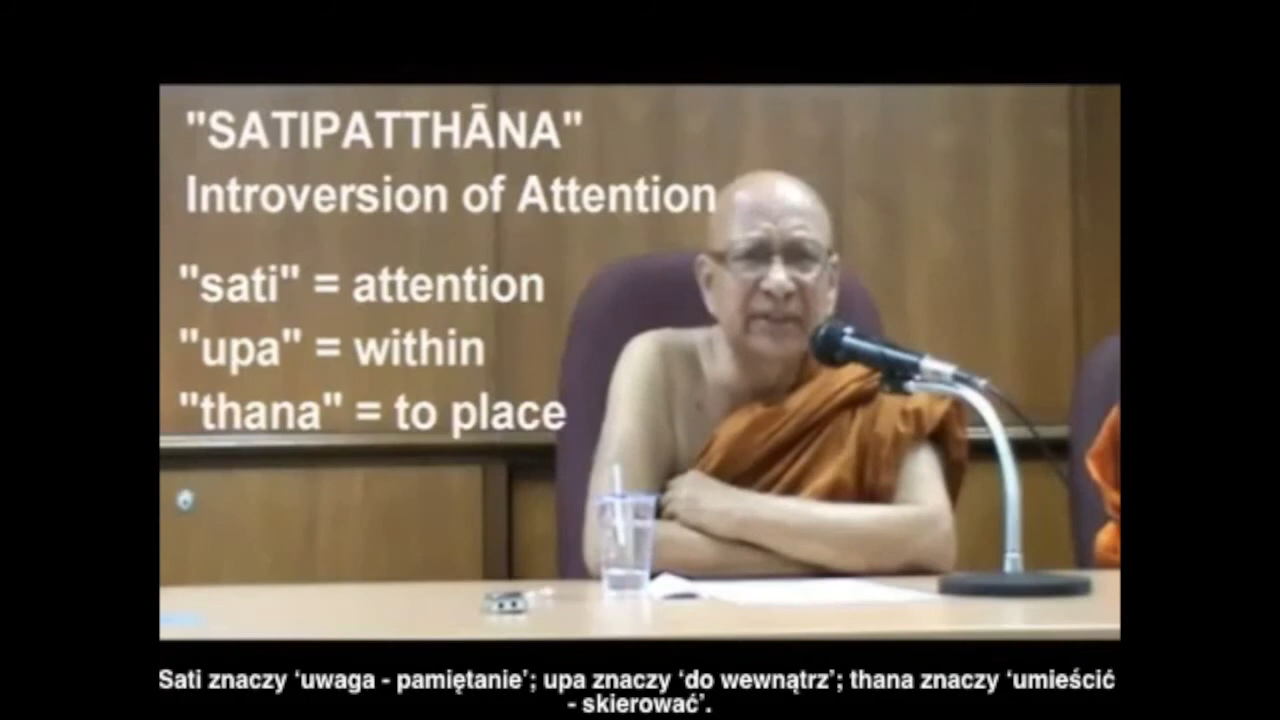 "SATIPATTHĀNA"
Introversion of Attention
"sati" = attention
"upa" = within
"thana" = to place
Sati znaczy ‘uwaga - pamiętanie’; upa znaczy ‘do wewnątrz’; thana znaczy ‘umieścić
- skierować’.